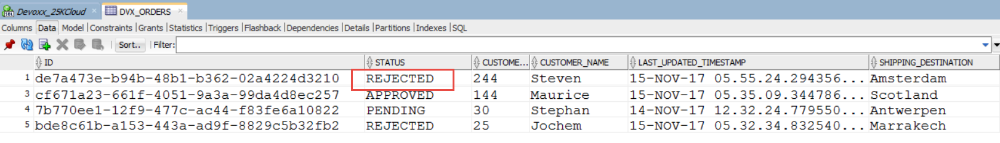 Devoxx_25KCloud DVX_ORDERS
Columns Data Model Constraints Grants Statistics Triggers Flashback Dependencies Details Partitions Indexes SQL
Sort.. Filter:
ID STATUS CUSTOME... CUSTOMER_NAME LAST_UPDATED_TIMESTAMP SHIPPING_DESTINATION
1 de7a473e-b94b-48b1-b362-02a4224d3210 REJECTED 244 Steven 15-NOV-17 05.55.24.294356... Amsterdam
3 cf671a23-661f-4051-9a3a-99da4d8ec257 APPROVED 144 Maurice 15-NOV-17 05.35.09.344786... Scotland
4 7b770ee1-12f9-477c-ac44-f83fe6a10822 PENDING 30 Stephan 14-NOV-17 12.32.24.779550... Antwerpen
5 bde8c61b-a153-443a-ad9f-8829c5b32fb2 REJECTED 25 Jochem 15-NOV-17 05.32.34.832540... Marrakech